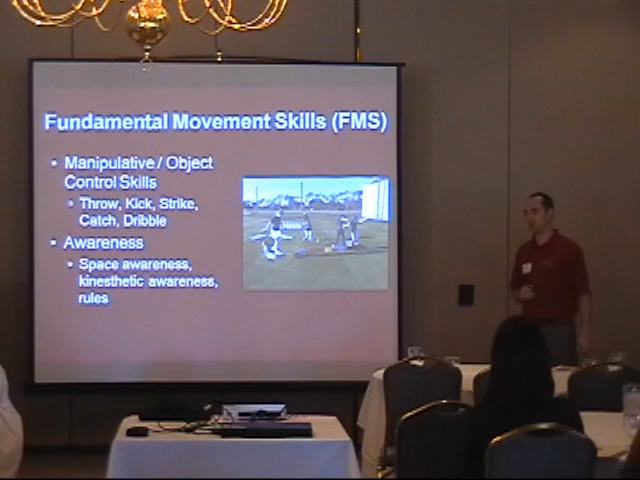 Fundamental Movement Skills (FMS)
• Manipulative / Object
Control Skills
• Throw, Kick, Strike,
Catch, Dribble
• Awareness
• Space awareness,
kinesthetic awareness,
rules